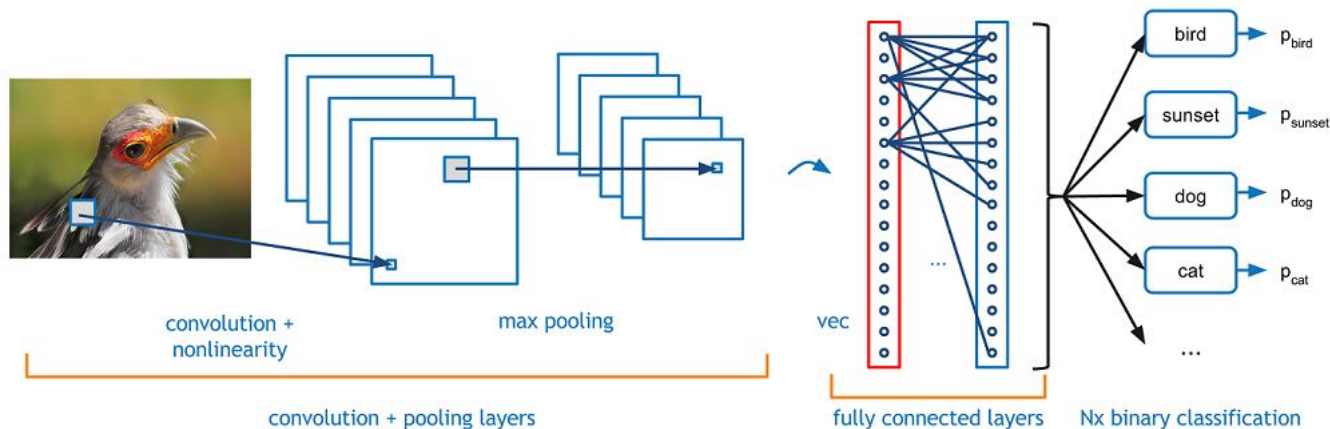 bird
p_bird
sunset
p_sunset
dog
p_dog
cat
p_cat
...
...
convolution +
nonlinearity
max pooling
vec
convolution + pooling layers
fully connected layers
Nx binary classification